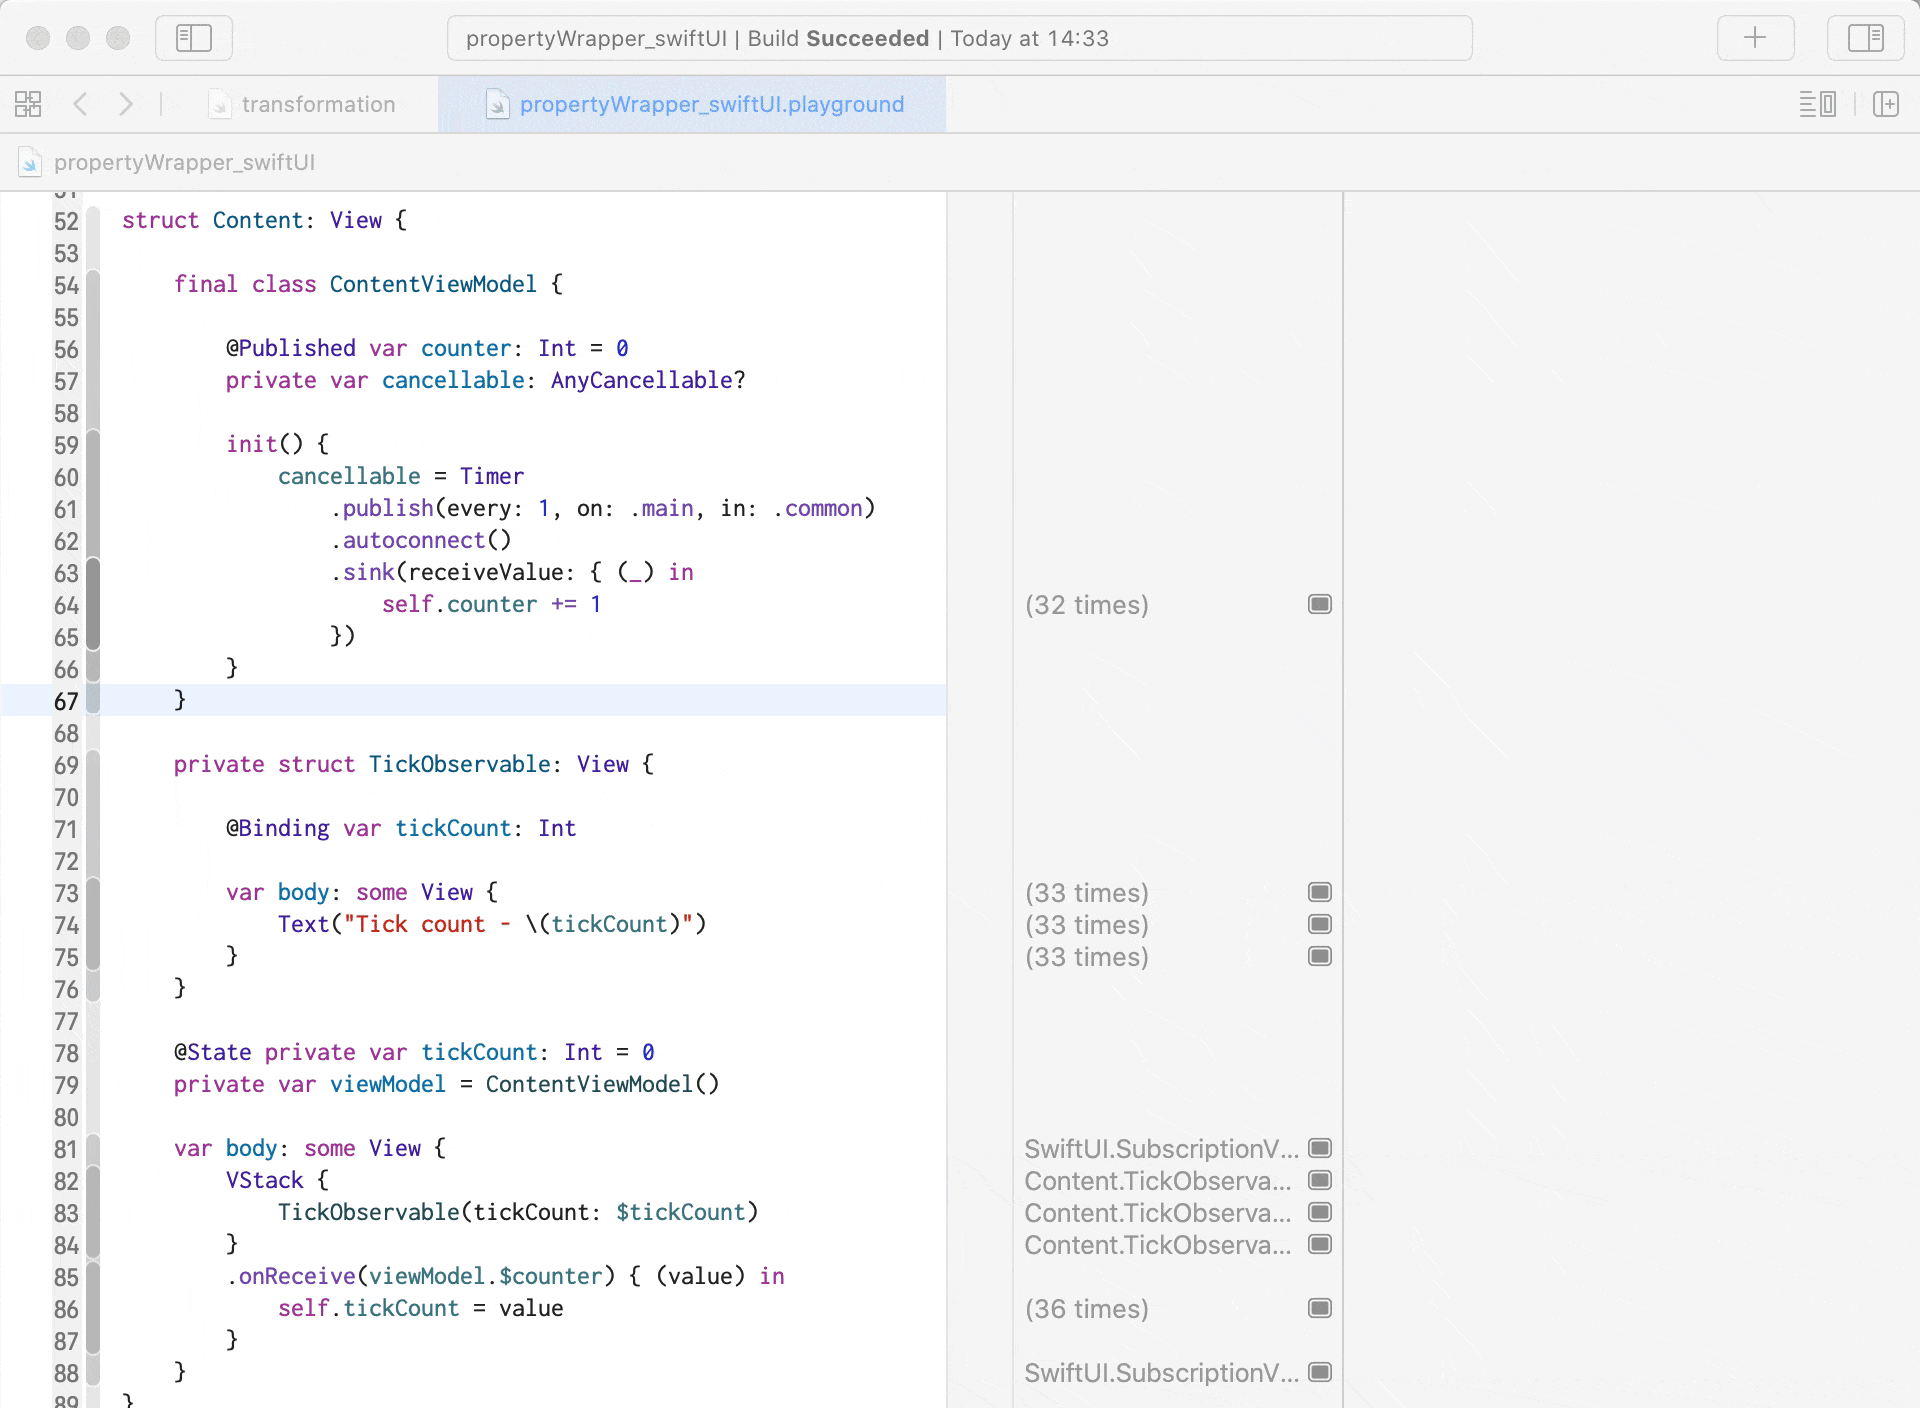 propertyWrapper_swiftUI | Build Succeeded | Today at 14:33
transformation
propertyWrapper_swiftUI.playground
propertyWrapper_swiftUI
51
52 struct Content: View {
53
54 final class ContentViewModel {
55
56 @Published var counter: Int = 0
57 private var cancellable: AnyCancellable?
58
59 init() {
60 cancellable = Timer
61 .publish(every: 1, on: .main, in: .common)
62 .autoconnect()
63 .sink(receiveValue: { (_) in
64 self.counter += 1 (32 times)
65 })
66 }
67 }
68
69 private struct TickObservable: View {
70
71 @Binding var tickCount: Int
72
73 var body: some View { (33 times)
74 Text("Tick count - \(tickCount)") (33 times)
75 } (33 times)
76 }
77
78 @State private var tickCount: Int = 0
79 private var viewModel = ContentViewModel()
80
81 var body: some View { SwiftUI.SubscriptionV...
82 VStack { Content.TickObserva...
83 TickObservable(tickCount: $tickCount) Content.TickObserva...
84 } Content.TickObserva...
85 .onReceive(viewModel.$counter) { (value) in
86 self.tickCount = value (36 times)
87 }
88 } SwiftUI.SubscriptionV...
89 }